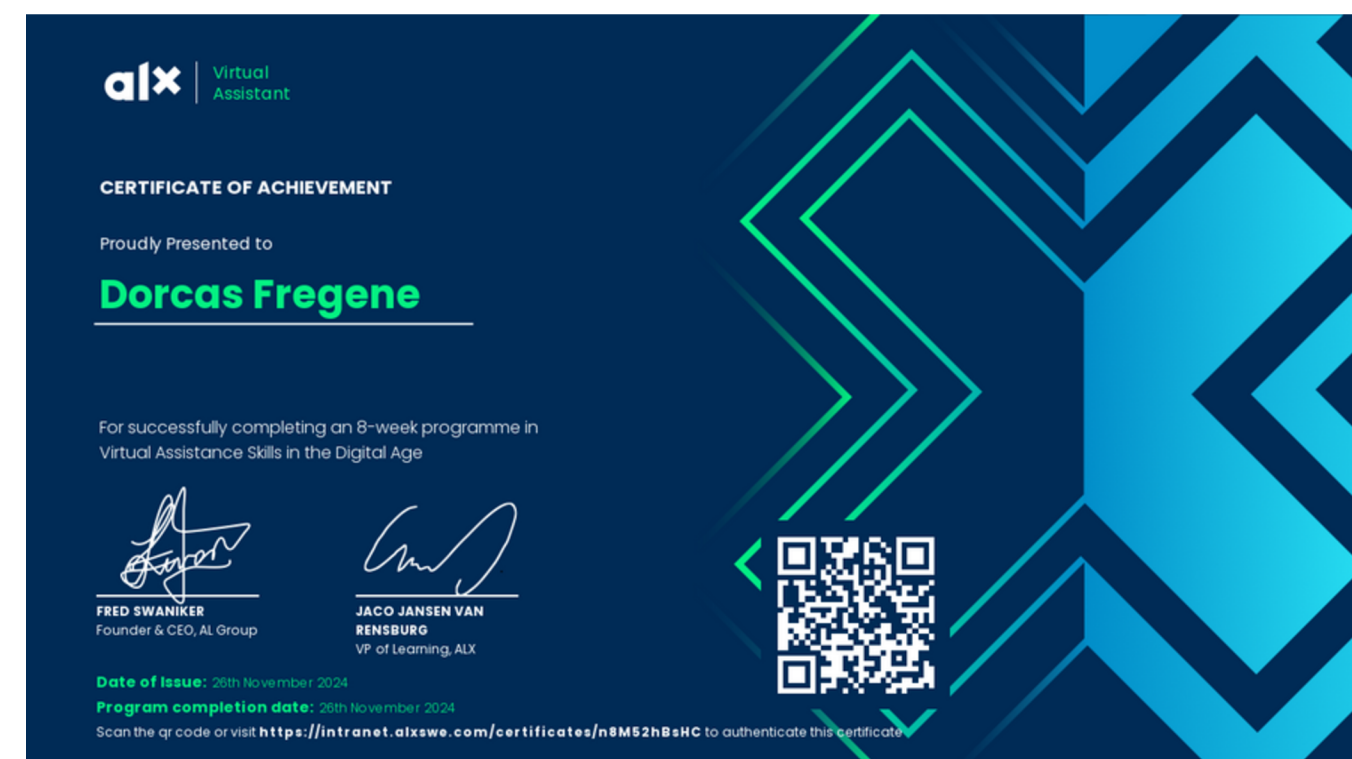 alx
Virtual
Assistant
CERTIFICATE OF ACHIEVEMENT
Proudly Presented to
Dorcas Fregene
For successfully completing an 8-week programme in
Virtual Assistance Skills in the Digital Age
FRED SWANIKER
Founder & CEO, AL Group
JACO JANSEN VAN
RENSBURG
VP of Learning, ALX
Date of Issue: 26th November 2024
Program completion date: 26th November 2024
Scan the qr code or visit https://intranet.alxswe.com/certificates/n8M52hBsHC to authenticate this certificate